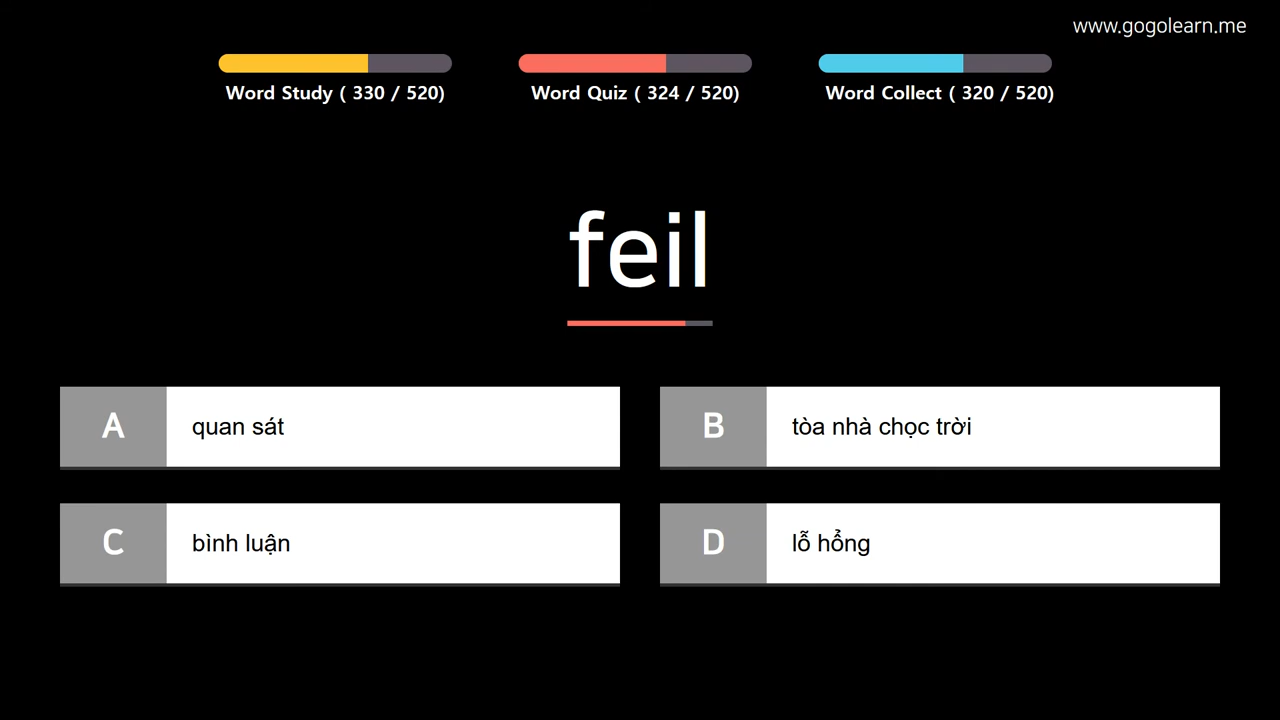 www.gogolearn.me
Word Study ( 330 / 520)
Word Quiz ( 324 / 520)
Word Collect ( 320 / 520)
feil
A
quan sát
B
tòa nhà chọc trời
C
bình luận
D
lỗ hổng